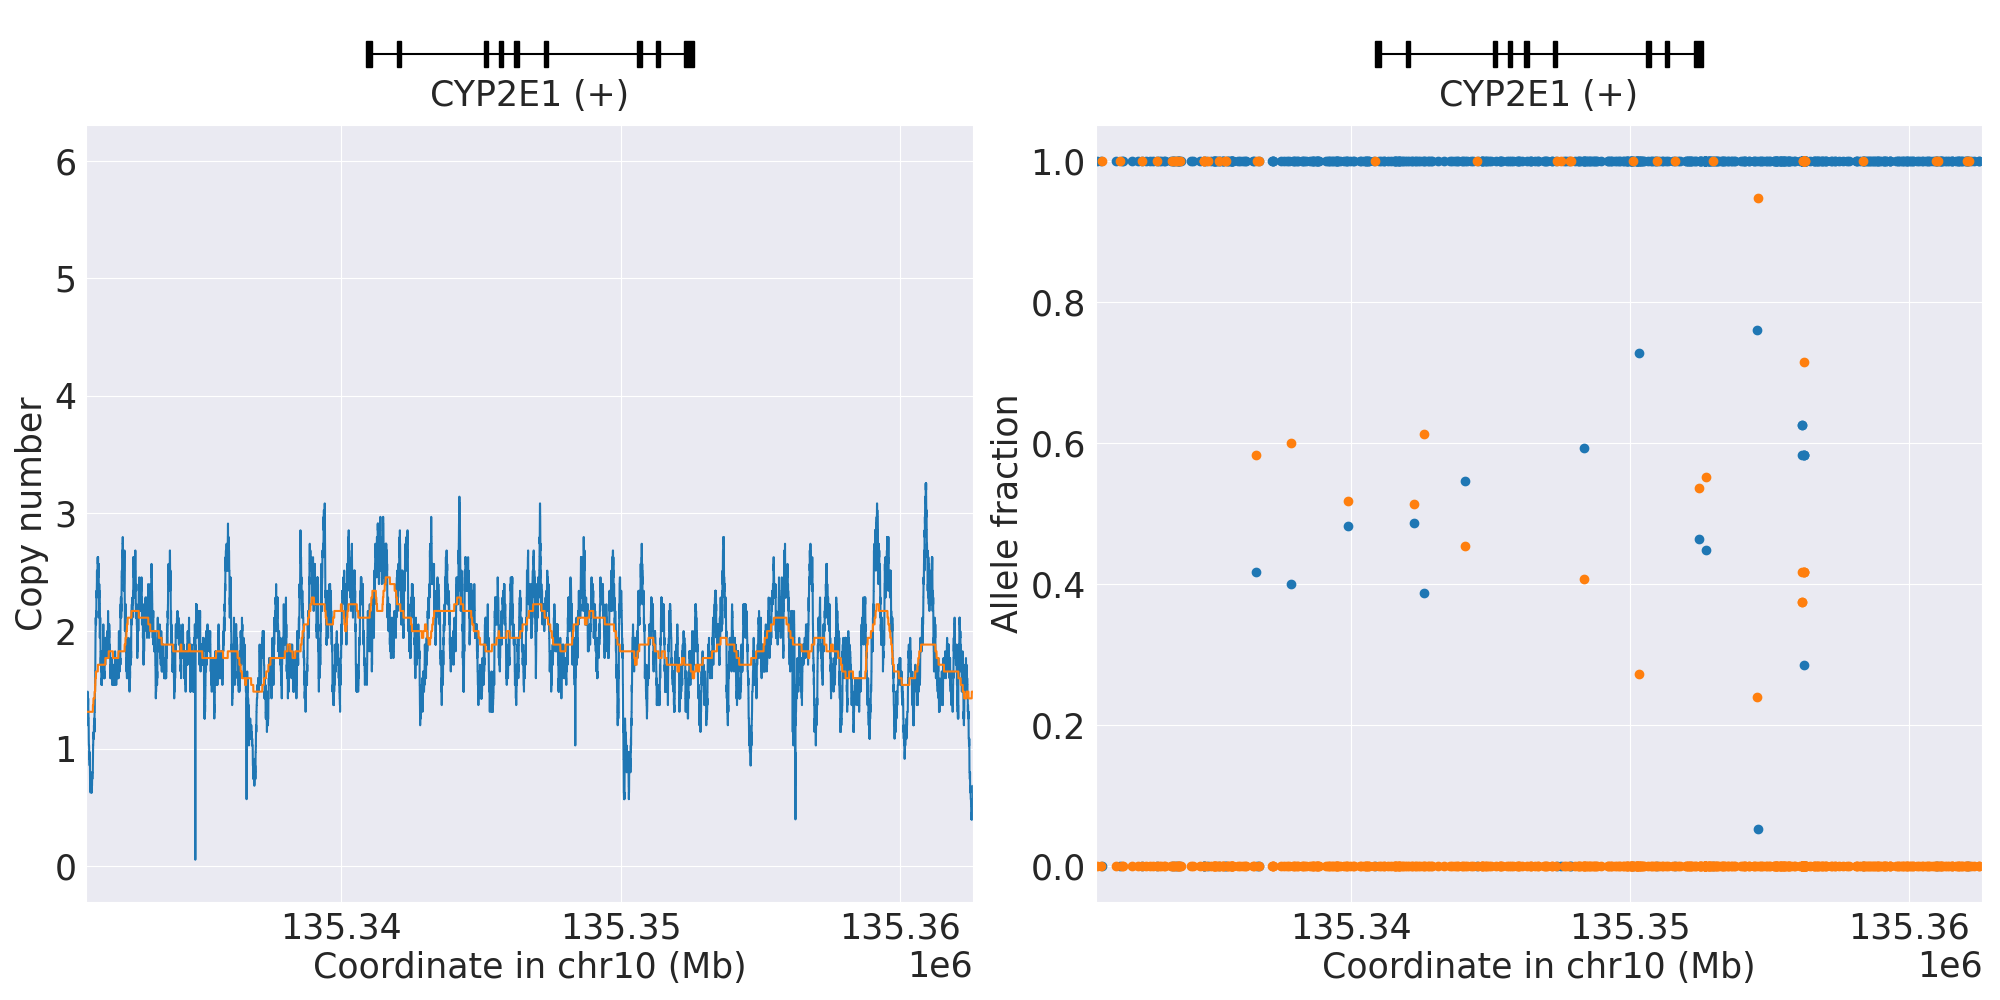 CYP2E1 (+)
Copy number
6
5
4
3
2
1
0
135.34
135.35
135.36
Coordinate in chr10 (Mb)
1e6
CYP2E1 (+)
Allele fraction
1.0
0.8
0.6
0.4
0.2
0.0
135.34
135.35
135.36
Coordinate in chr10 (Mb)
1e6